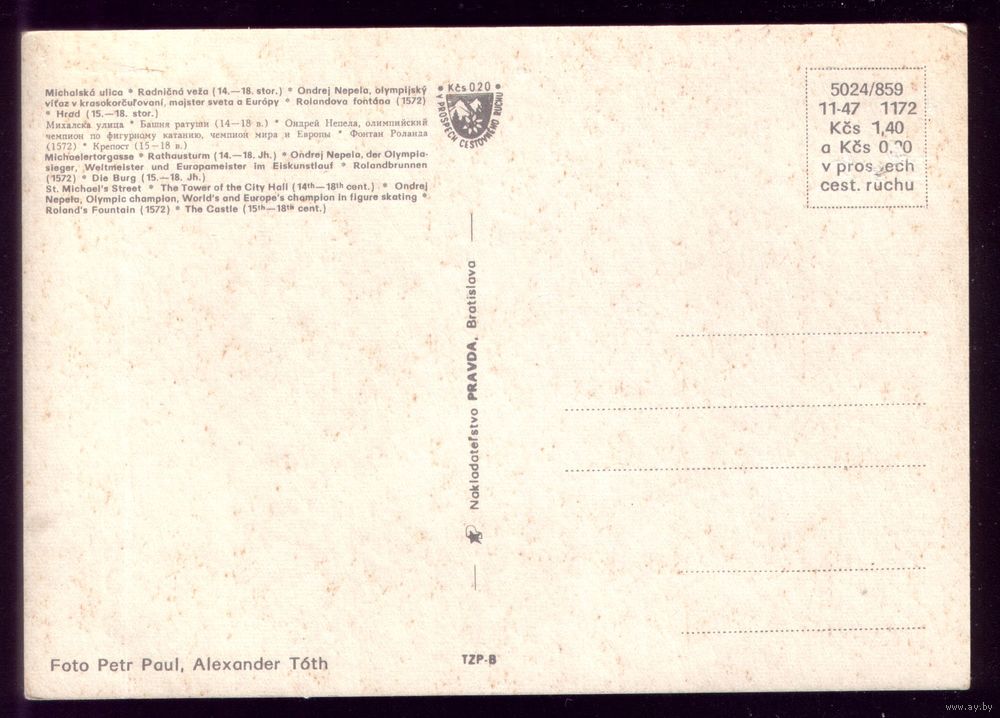 Michalská ulica * Radničná veža (14.—18. stor.) * Ondrej Nepela, olympijský
víťaz v krasokorčuľovaní, majster sveta a Európy * Rolandova fontána (1572)
* Hrad (15.—18. stor.)
Михалска улица * Башня ратуши (14—18 в.) * Ондрей Непела, олимпийский
чемпион по фигурному катанию, чемпион мира и Европы * Фонтан Роланда
(1572) * Крепост (15—18 в.)
Michaelertorgasse * Rathausturm (14.—18. Jh.) * Ondrej Nepela, der Olympia-
sieger, Weltmeister und Europameister im Eiskunstlauf * Rolandbrunnen
(1572) * Die Burg (15.—18. Jh.)
St. Michael's Street * The Tower of the City Hall (14th—18th cent.) * Ondrej
Nepela, Olympic champion, World's and Europe's champion in figure skating *
Roland's Fountain (1572) * The Castle (15th—18th cent.)
• Kčs 0.20 •
V PROSPECH CESTOVNÉHO RUCHU
5024/859
11-47 1172
Kčs 1,40
a Kčs 0.20
v prospech
cest. ruchu
Nakladateľstvo PRAVDA, Bratislava
Foto Petr Paul, Alexander Tóth
TZP-B
www.ay.by